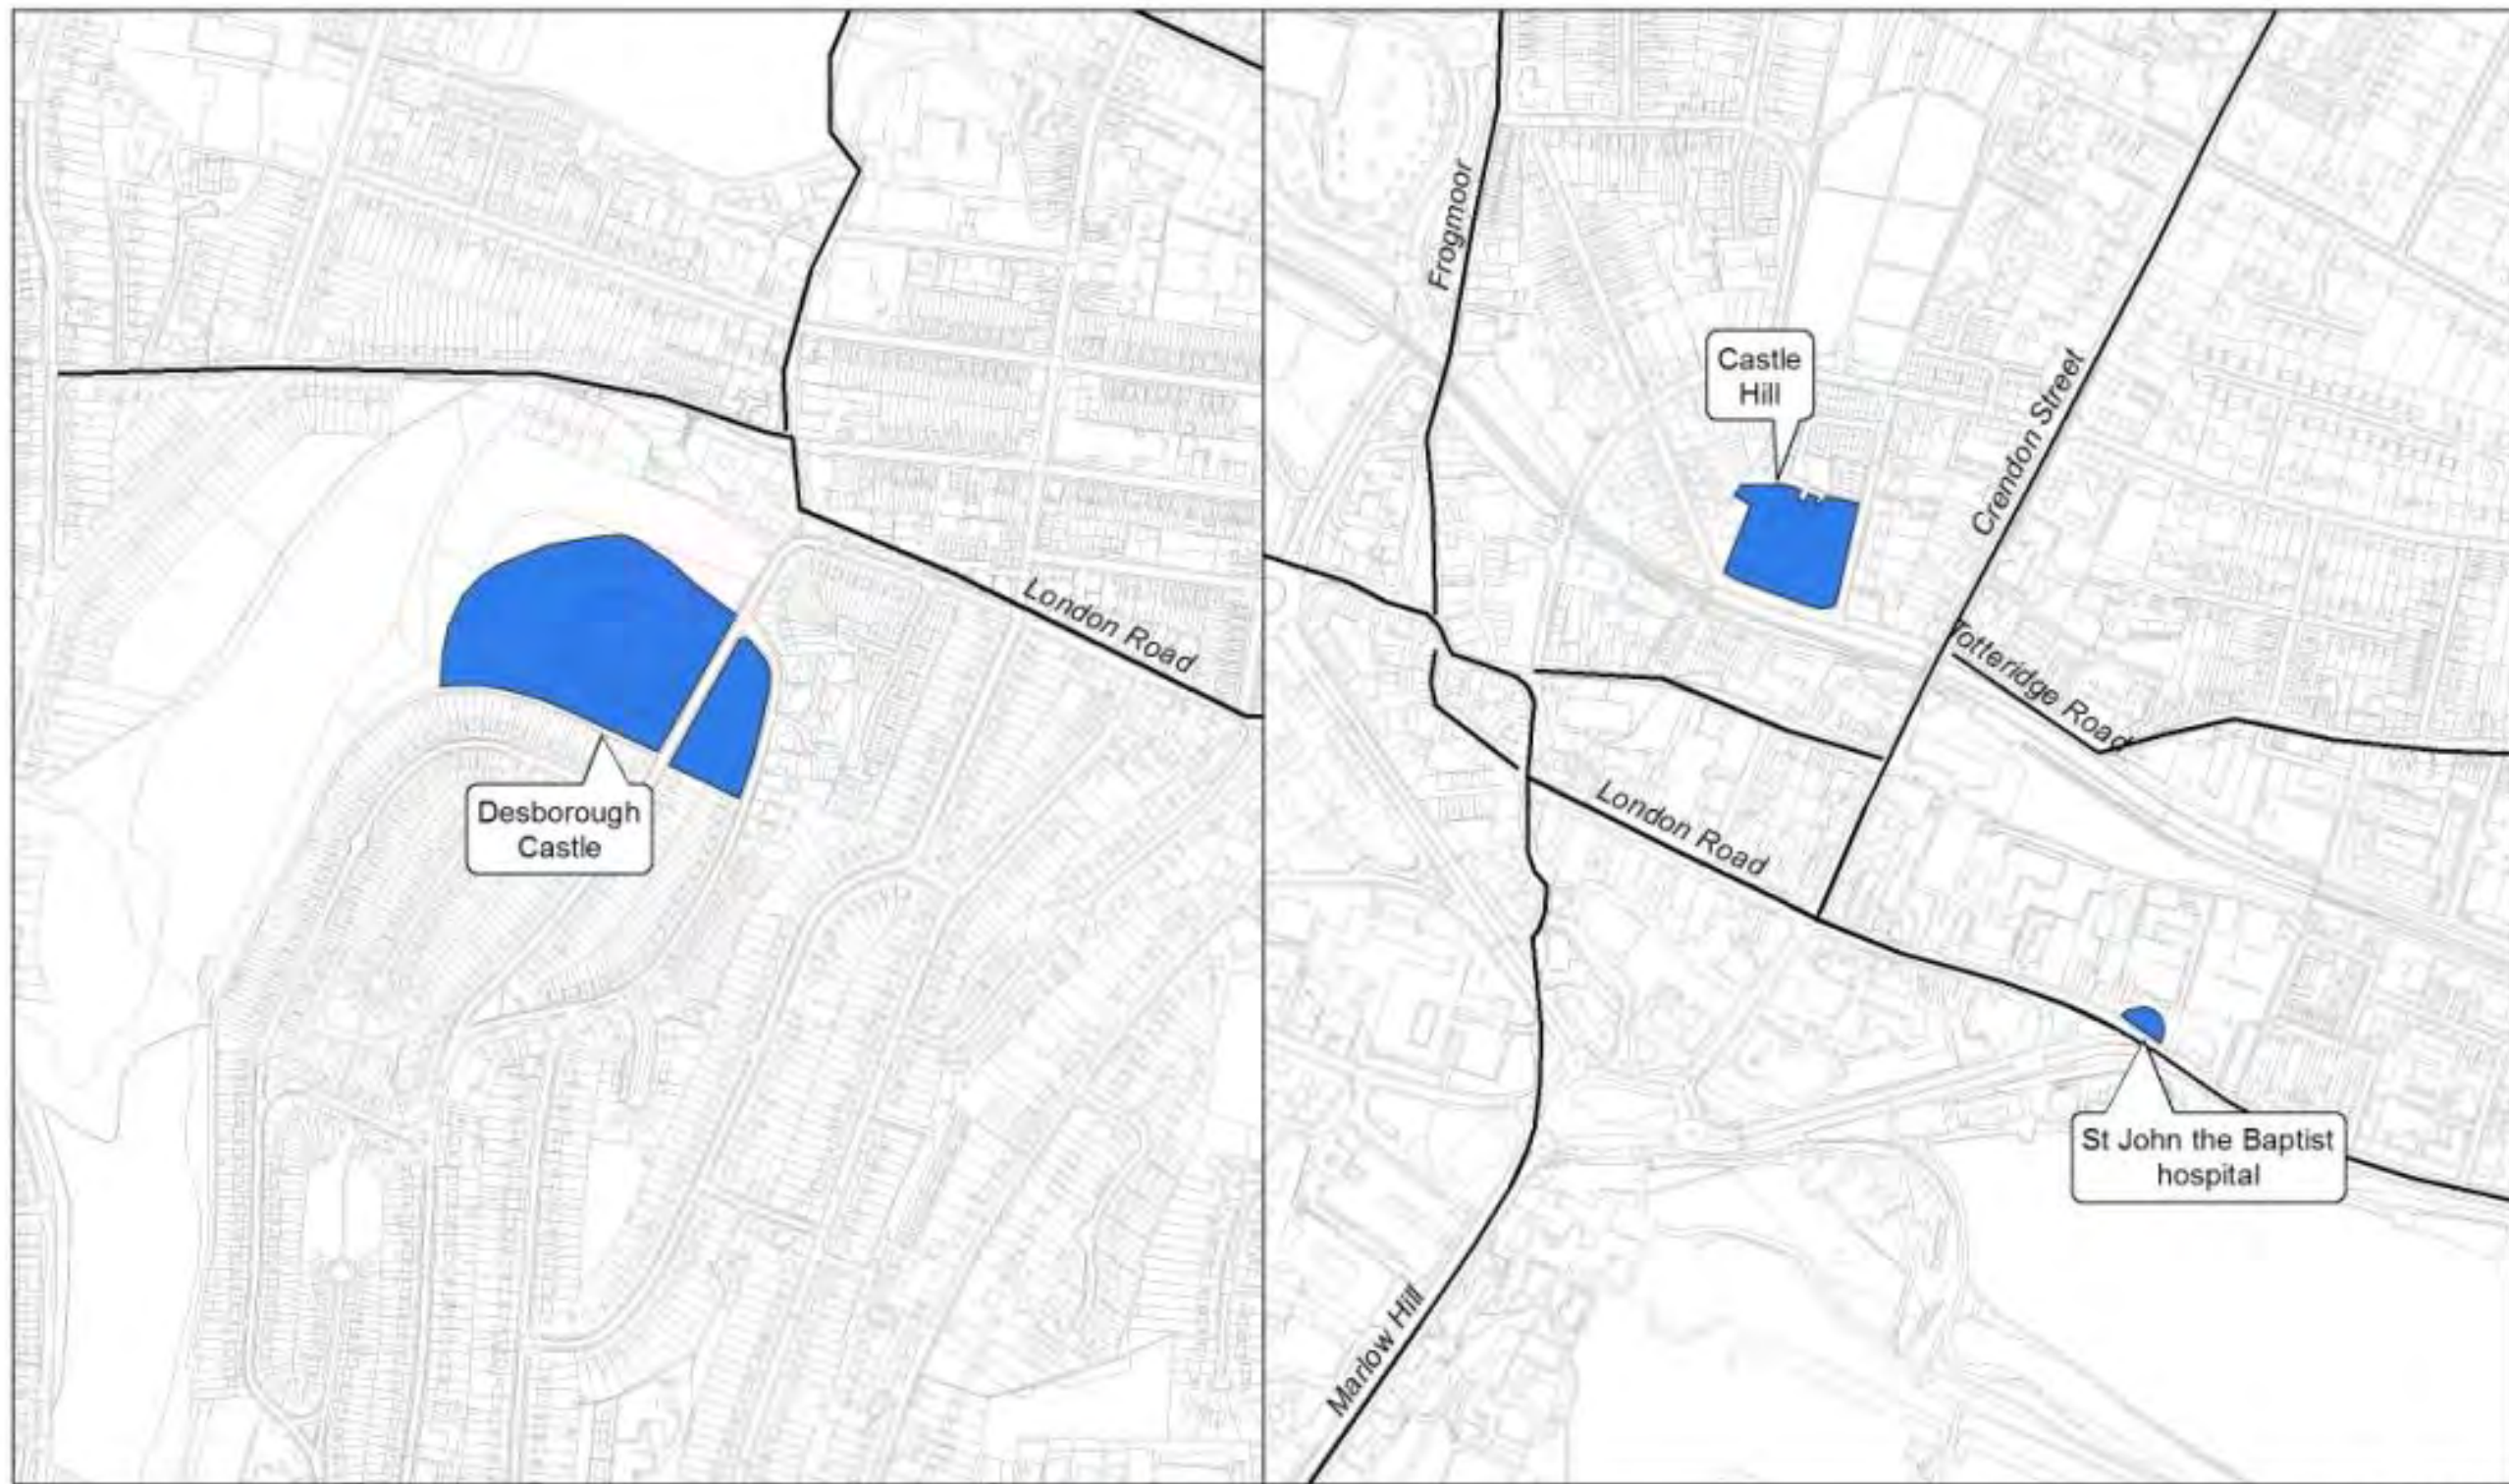 Desborough
Castle
London Road
Frogmoor
Castle
Hill
Crendon Street
Totteridge Road
London Road
St John the Baptist
hospital
Marlow Hill